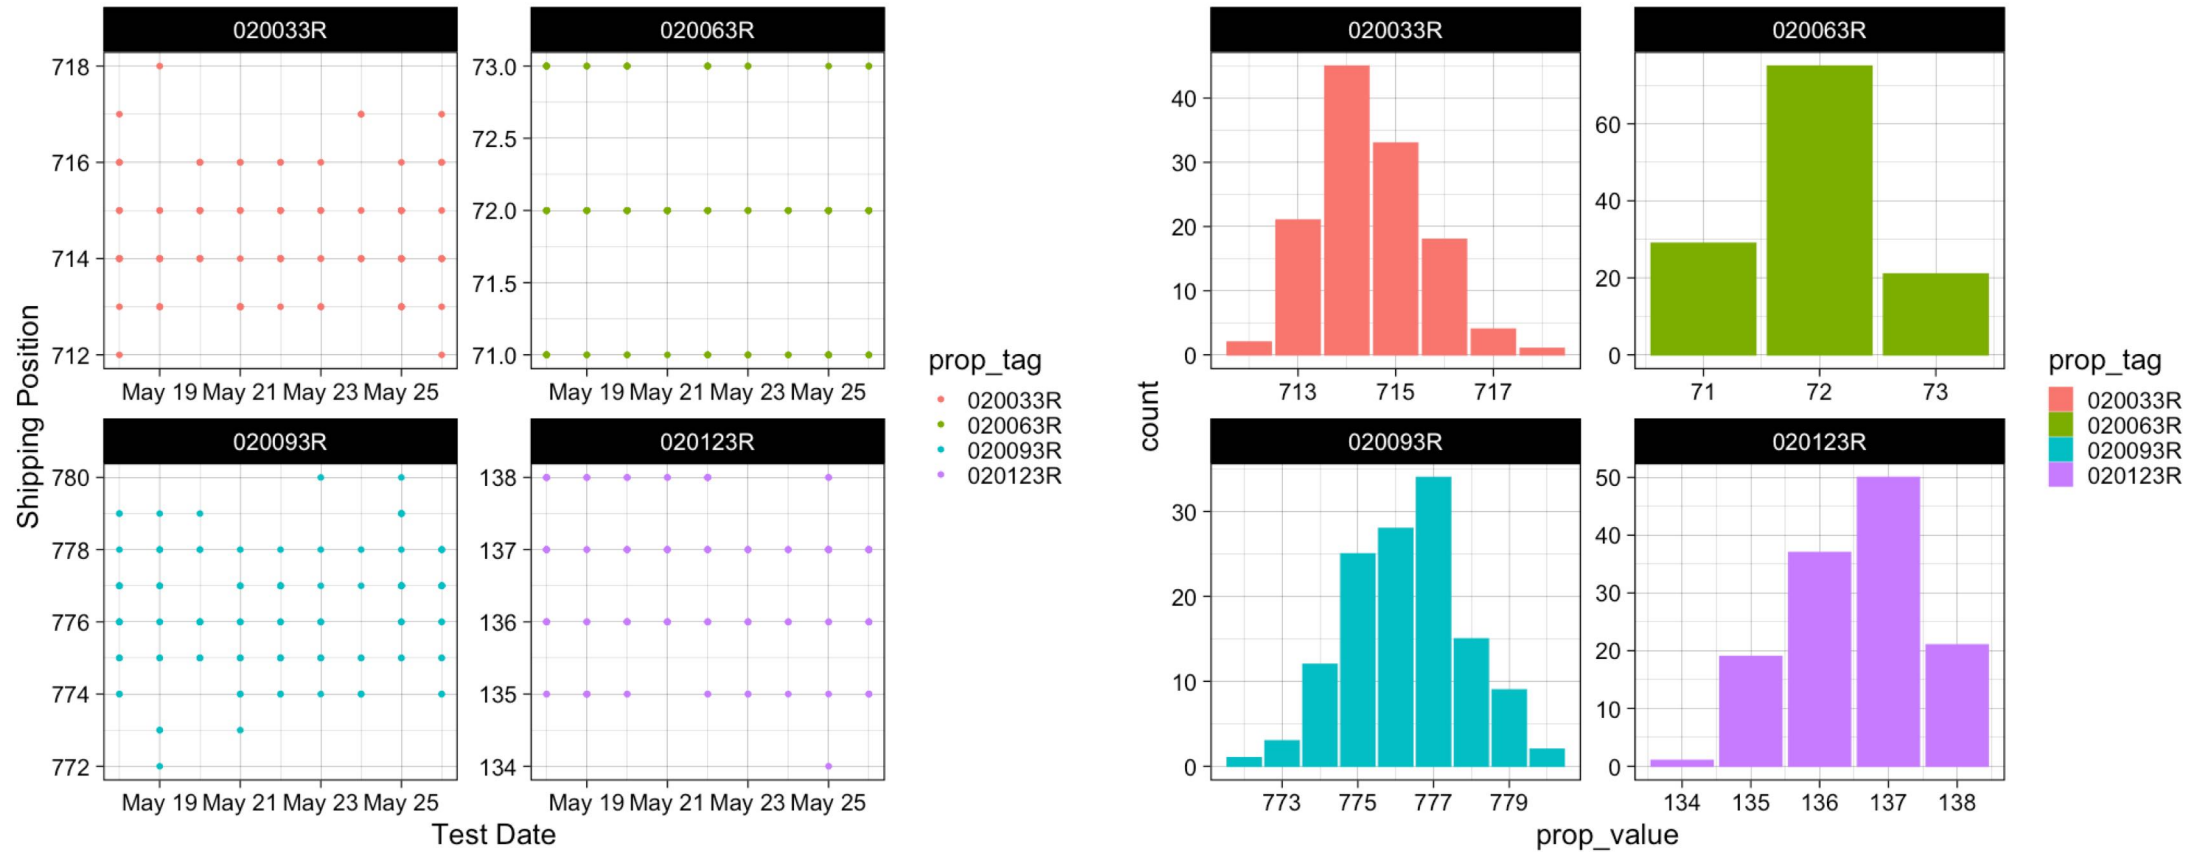 020033R
718
716
714
712
May 19 May 21 May 23 May 25
020063R
73.0
72.5
72.0
71.5
71.0
May 19 May 21 May 23 May 25
020093R
780
778
776
774
772
May 19 May 21 May 23 May 25
020123R
138
137
136
135
134
May 19 May 21 May 23 May 25
Shipping Position
Test Date
prop_tag
020033R
020063R
020093R
020123R
020033R
40
30
20
10
0
713 715 717
020063R
60
40
20
0
71 72 73
020093R
30
20
10
0
773 775 777 779
020123R
50
40
30
20
10
0
134 135 136 137 138
count
prop_value
prop_tag
020033R
020063R
020093R
020123R